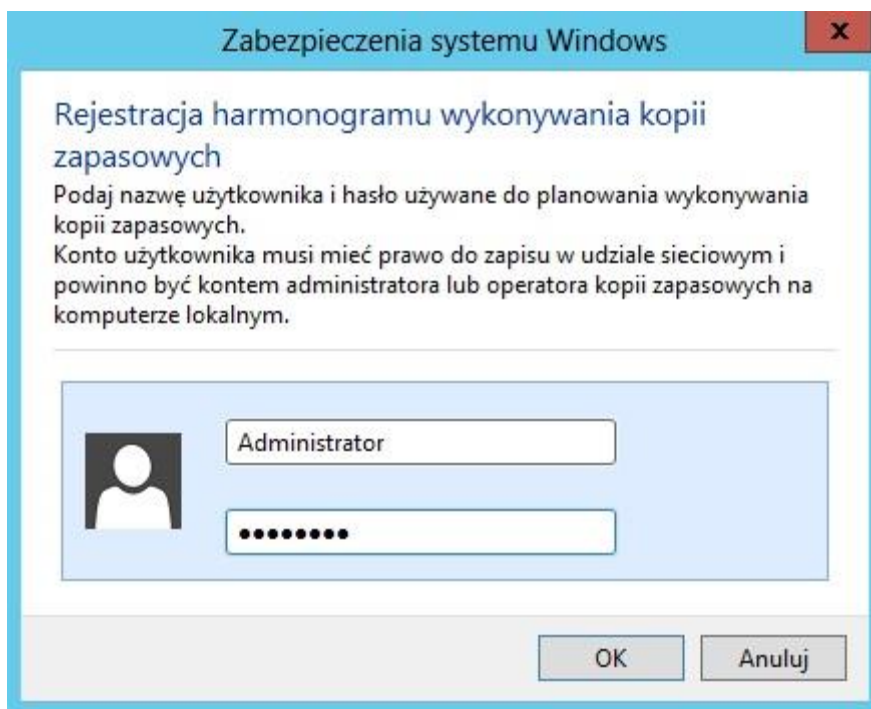 Zabezpieczenia systemu Windows
x
Rejestracja harmonogramu wykonywania kopii
zapasowych
Podaj nazwę użytkownika i hasło używane do planowania wykonywania
kopii zapasowych.
Konto użytkownika musi mieć prawo do zapisu w udziale sieciowym i
powinno być kontem administratora lub operatora kopii zapasowych na
komputerze lokalnym.
Administrator
••••••••
OK Anuluj